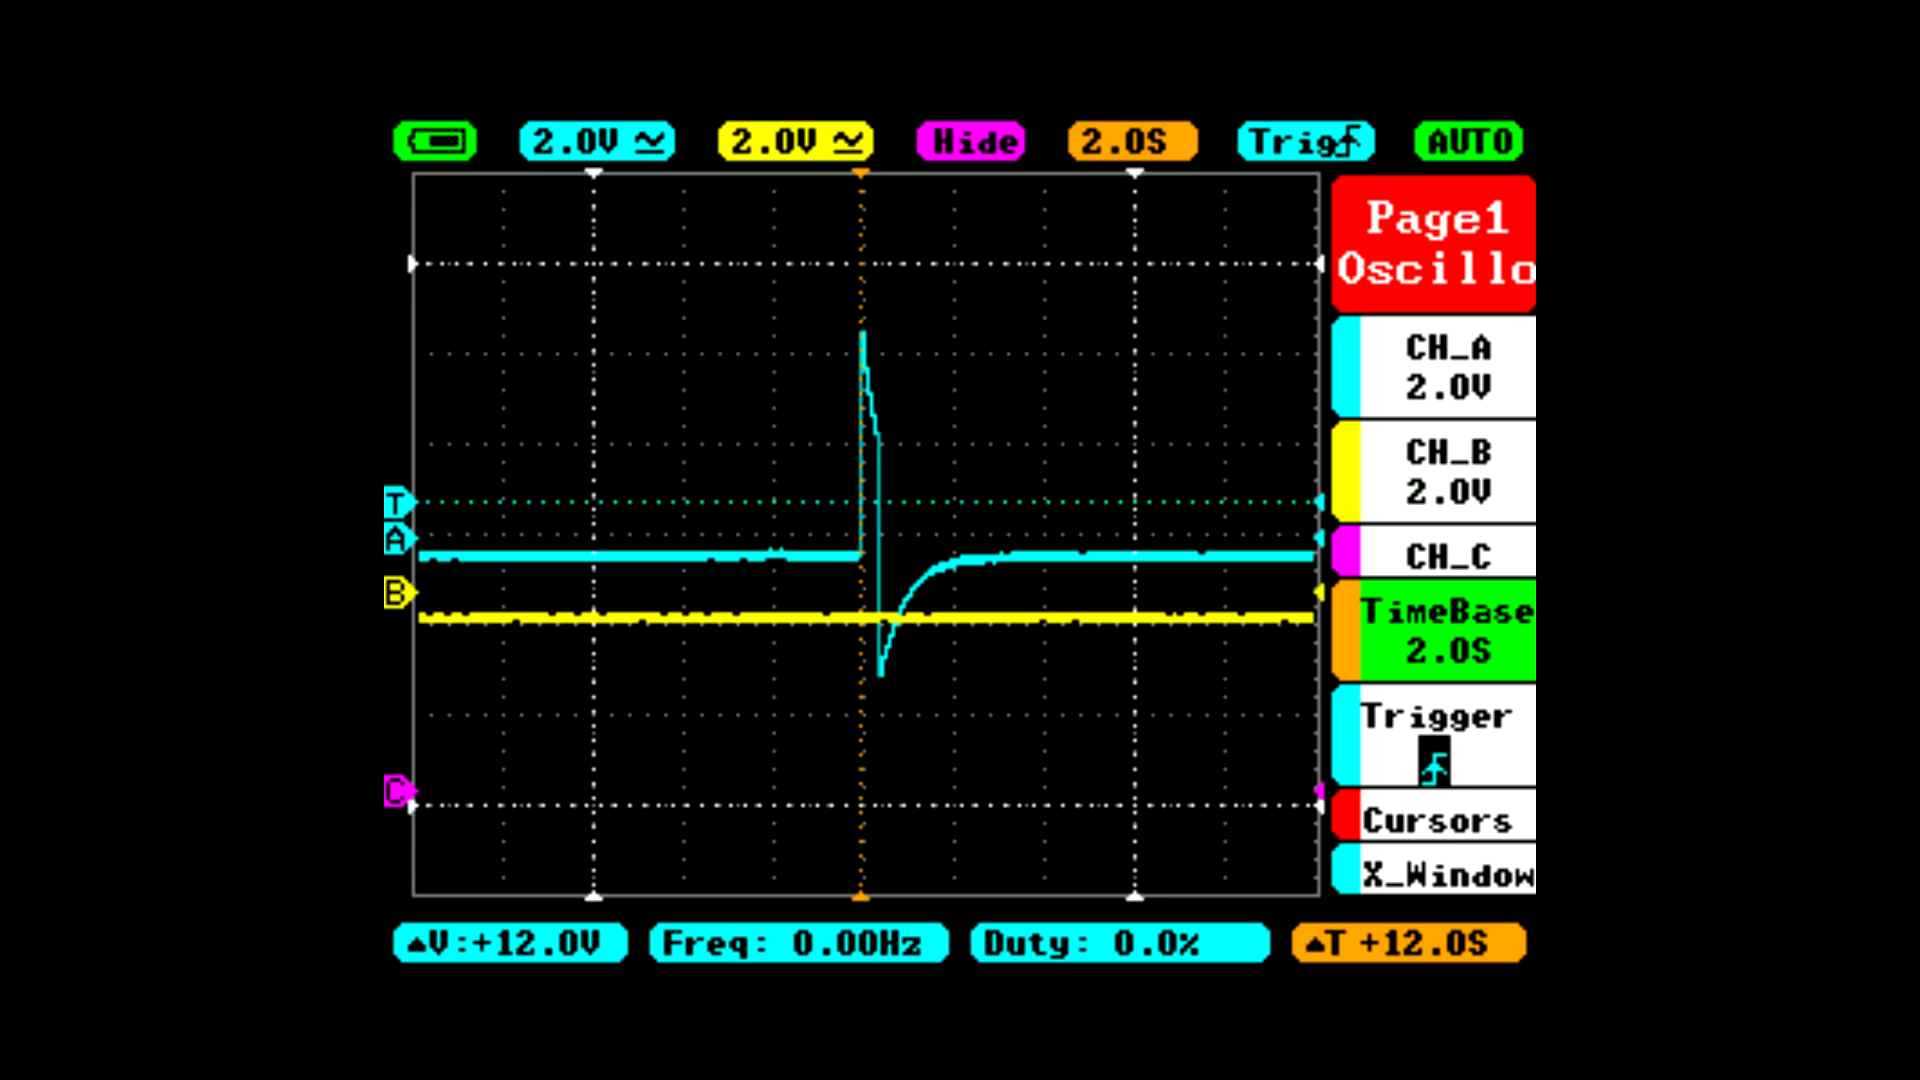 2.0V ≃ 2.0V ≃ Hide 2.0S Trig AUTO
Page1
Oscillo
CH_A
2.0V
CH_B
2.0V
CH_C
TimeBase
2.0S
Trigger
Cursors
X_Window
T
A
B
C
▲V:+12.0V Freq: 0.00Hz Duty: 0.0% ▲T +12.0S